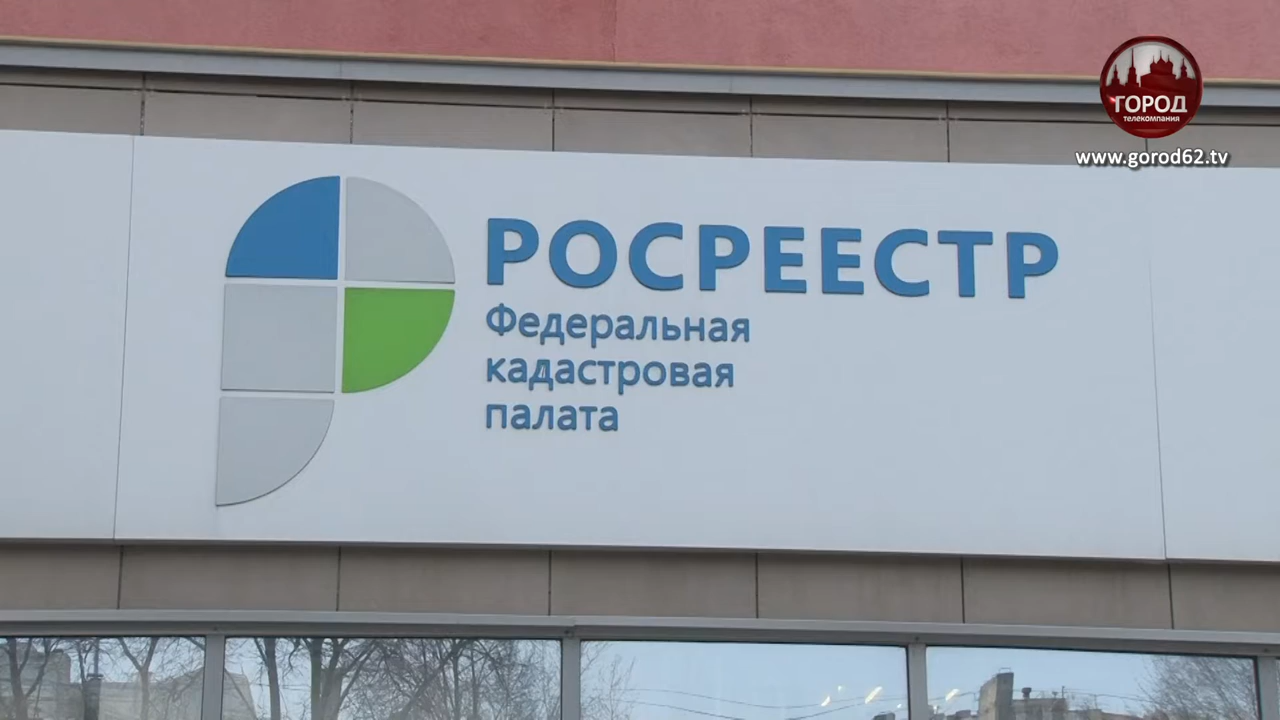 ГОРОД
телекомпания
www.gorod62.tv
РОСРЕЕСТР
Федеральная
кадастровая
палата